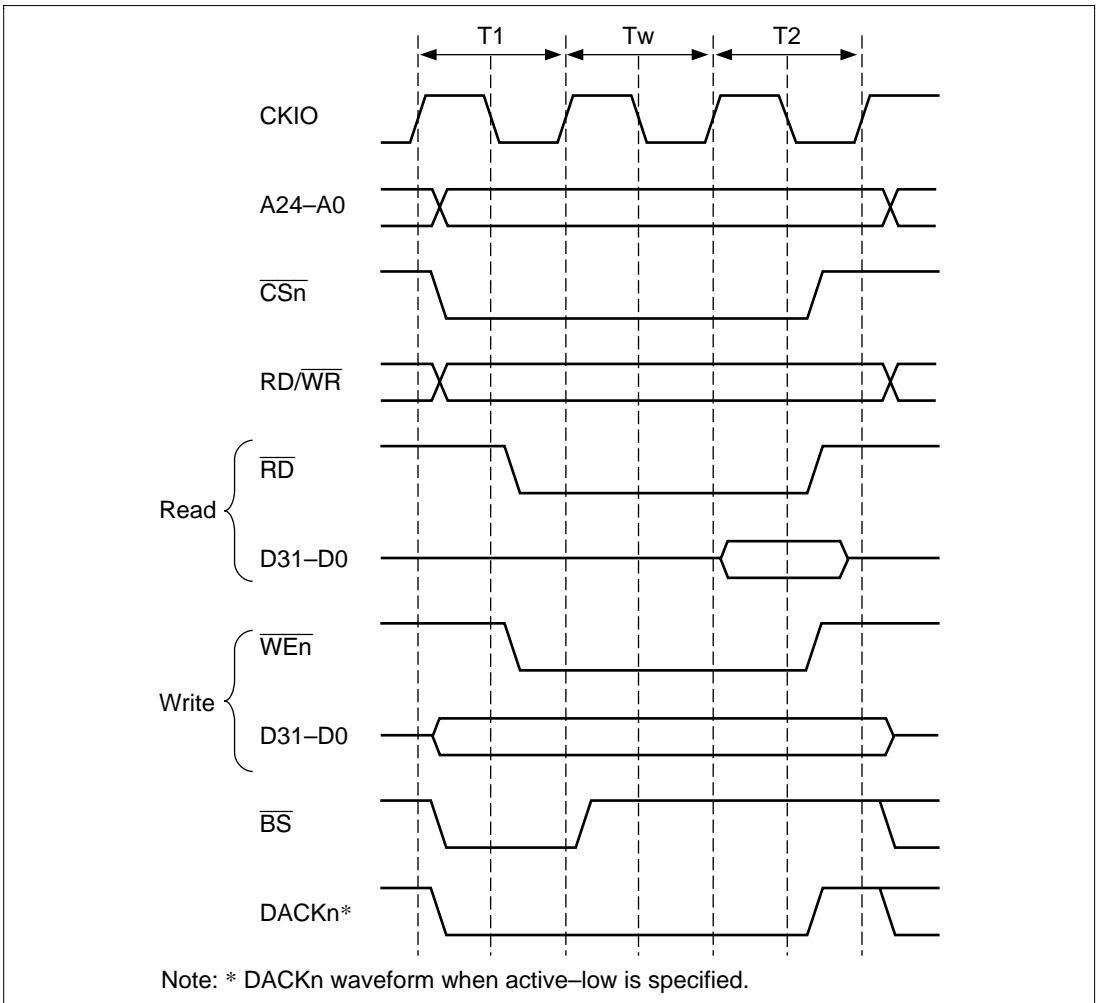 T1 Tw T2
CKIO
A24–A0
CSn
RD/WR
Read
RD
D31–D0
Write
WEn
D31–D0
BS
DACKn*
Note: * DACKn waveform when active–low is specified.